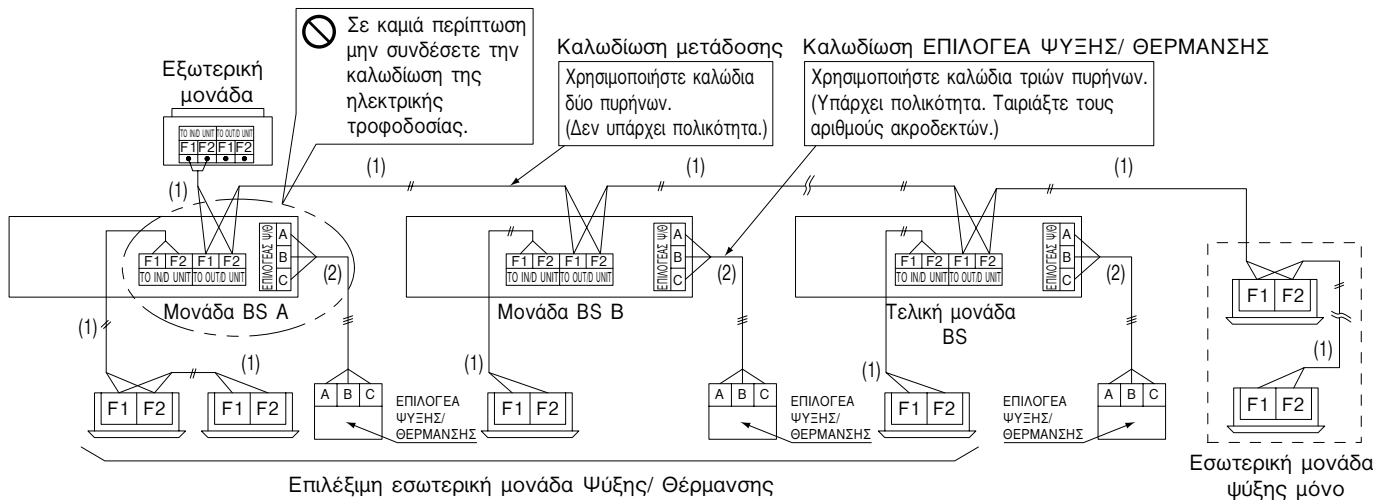 Σε καμιά περίπτωση
μην συνδέσετε την
καλωδίωση της
ηλεκτρικής
τροφοδοσίας.
Καλωδίωση μετάδοσης
Χρησιμοποιήστε καλώδια
δύο πυρήνων.
(Δεν υπάρχει πολικότητα.)
Καλωδίωση ΕΠΙΛΟΓΕΑ ΨΥΞΗΣ/ ΘΕΡΜΑΝΣΗΣ
Χρησιμοποιήστε καλώδια τριών πυρήνων.
(Υπάρχει πολικότητα. Ταιριάξτε τους
αριθμούς ακροδεκτών.)
Εξωτερική
μονάδα
TO IN/D UNIT TO OUT/D UNIT
F1 F2 F1 F2
(1)
(1)
(1)
(1)
F1 F2 F1 F2
TO IN/D UNIT TO OUT/D UNIT
ΕΠΙΛΟΓΕΑΣ Ψ/Θ
A
B
C
(2)
Μονάδα BS A
F1 F2 F1 F2
TO IN/D UNIT TO OUT/D UNIT
ΕΠΙΛΟΓΕΑΣ Ψ/Θ
A
B
C
(2)
Μονάδα BS B
F1 F2 F1 F2
TO IN/D UNIT TO OUT/D UNIT
ΕΠΙΛΟΓΕΑΣ Ψ/Θ
A
B
C
(2)
Τελική μονάδα
BS
F1 F2
(1)
(1)
(1)
(1)
(1)
F1 F2
F1 F2
A B C
ΕΠΙΛΟΓΕΑ
ΨΥΞΗΣ/
ΘΕΡΜΑΝΣΗΣ
F1 F2
A B C
ΕΠΙΛΟΓΕΑ
ΨΥΞΗΣ/
ΘΕΡΜΑΝΣΗΣ
F1 F2
ΕΠΙΛΟΓΕΑ
ΨΥΞΗΣ/
ΘΕΡΜΑΝΣΗΣ
A B C
F1 F2
Επιλέξιμη εσωτερική μονάδα Ψύξης/ Θέρμανσης
Εσωτερική μονάδα
ψύξης μόνο